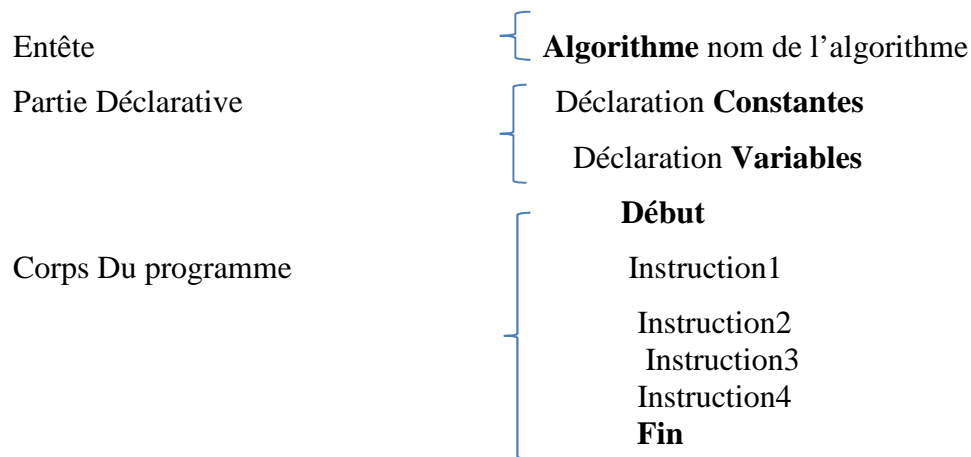 Entête Algorithme nom de l’algorithme
Partie Déclarative Déclaration Constantes
Déclaration Variables
Début
Corps Du programme Instruction1
Instruction2
Instruction3
Instruction4
Fin